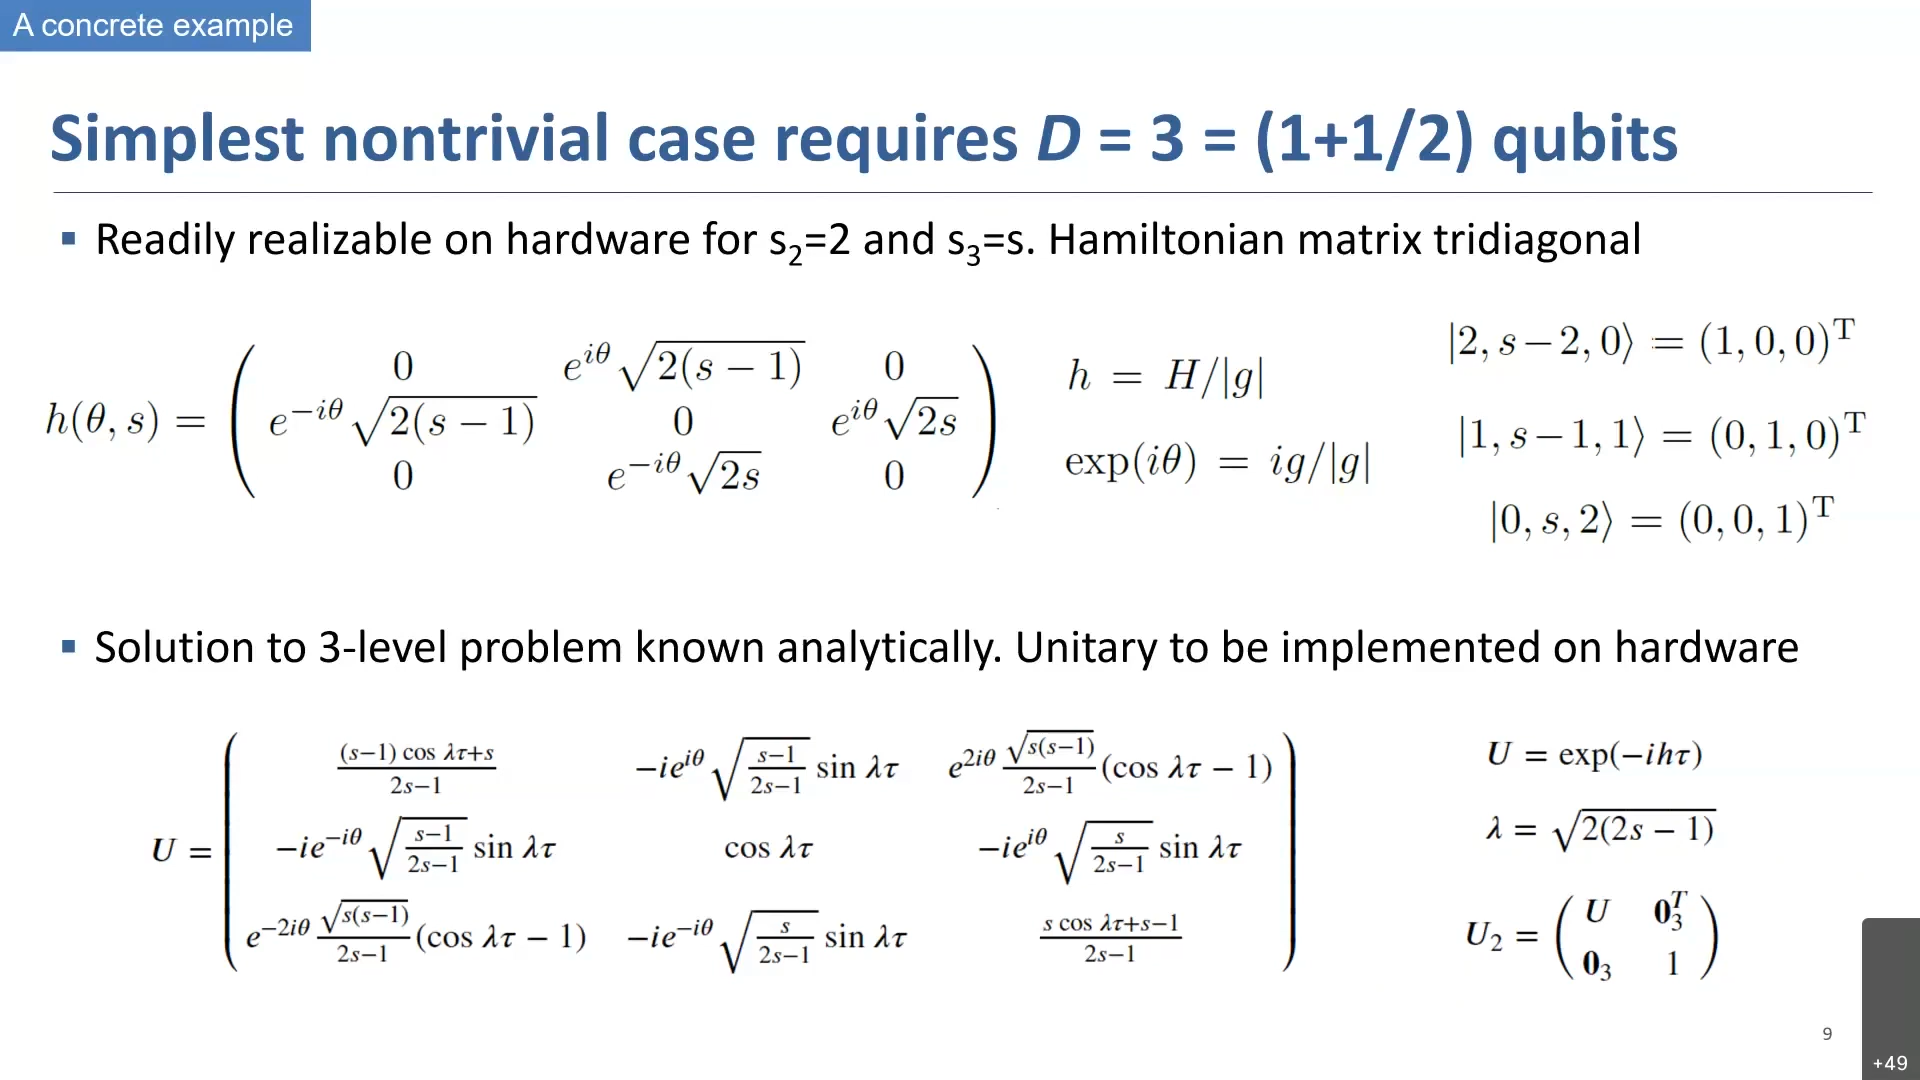 A concrete example
Simplest nontrivial case requires D = 3 = (1+1/2) qubits
▪ Readily realizable on hardware for s₂=2 and s₃=s. Hamiltonian matrix tridiagonal
h(θ, s) = ( 0 e^{iθ}√(2(s − 1)) 0
e^{−iθ}√(2(s − 1)) 0 e^{iθ}√(2s)
0 e^{−iθ}√(2s) 0 )
h = H/|g|
exp(iθ) = ig/|g|
|2, s−2, 0⟩ = (1, 0, 0)^T
|1, s−1, 1⟩ = (0, 1, 0)^T
|0, s, 2⟩ = (0, 0, 1)^T
▪ Solution to 3-level problem known analytically. Unitary to be implemented on hardware
U = ( ((s−1) cos λτ+s)/(2s−1) −ie^{iθ}√((s−1)/(2s−1)) sin λτ e^{2iθ} (√(s(s−1)))/(2s−1) (cos λτ − 1)
−ie^{−iθ}√((s−1)/(2s−1)) sin λτ cos λτ −ie^{iθ}√(s/(2s−1)) sin λτ
e^{−2iθ} (√(s(s−1)))/(2s−1) (cos λτ − 1) −ie^{−iθ}√(s/(2s−1)) sin λτ (s cos λτ+s−1)/(2s−1) )
U = exp(−ihτ)
λ = √(2(2s − 1))
U₂ = ( U 0₃^T
0₃ 1 )
9
+49